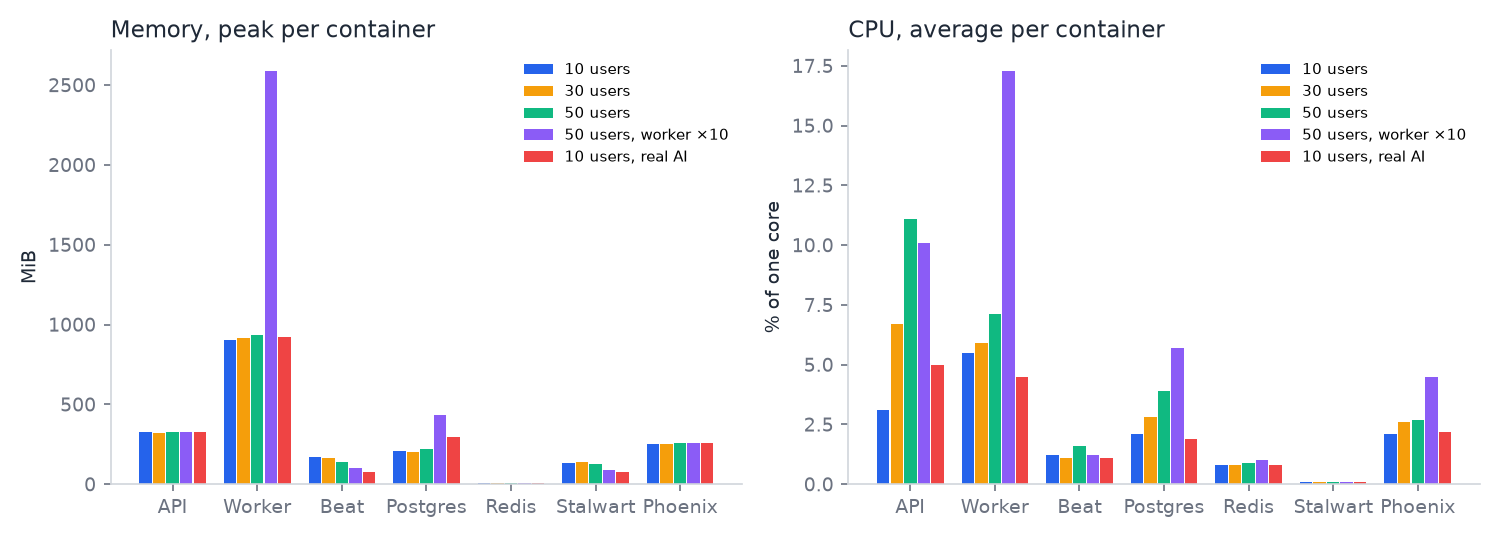 Memory, peak per container
MiB
2500
2000
1500
1000
500
0
10 users
30 users
50 users
50 users, worker ×10
10 users, real AI
API Worker Beat Postgres Redis Stalwart Phoenix
CPU, average per container
% of one core
17.5
15.0
12.5
10.0
7.5
5.0
2.5
0.0
10 users
30 users
50 users
50 users, worker ×10
10 users, real AI
API Worker Beat Postgres Redis Stalwart Phoenix